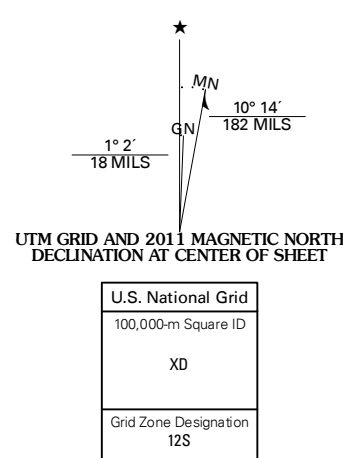 ★
MN
GN
10° 14´
182 MILS
1° 2´
18 MILS
UTM GRID AND 2011 MAGNETIC NORTH
DECLINATION AT CENTER OF SHEET
U.S. National Grid
100,000-m Square ID
XD
Grid Zone Designation
12S